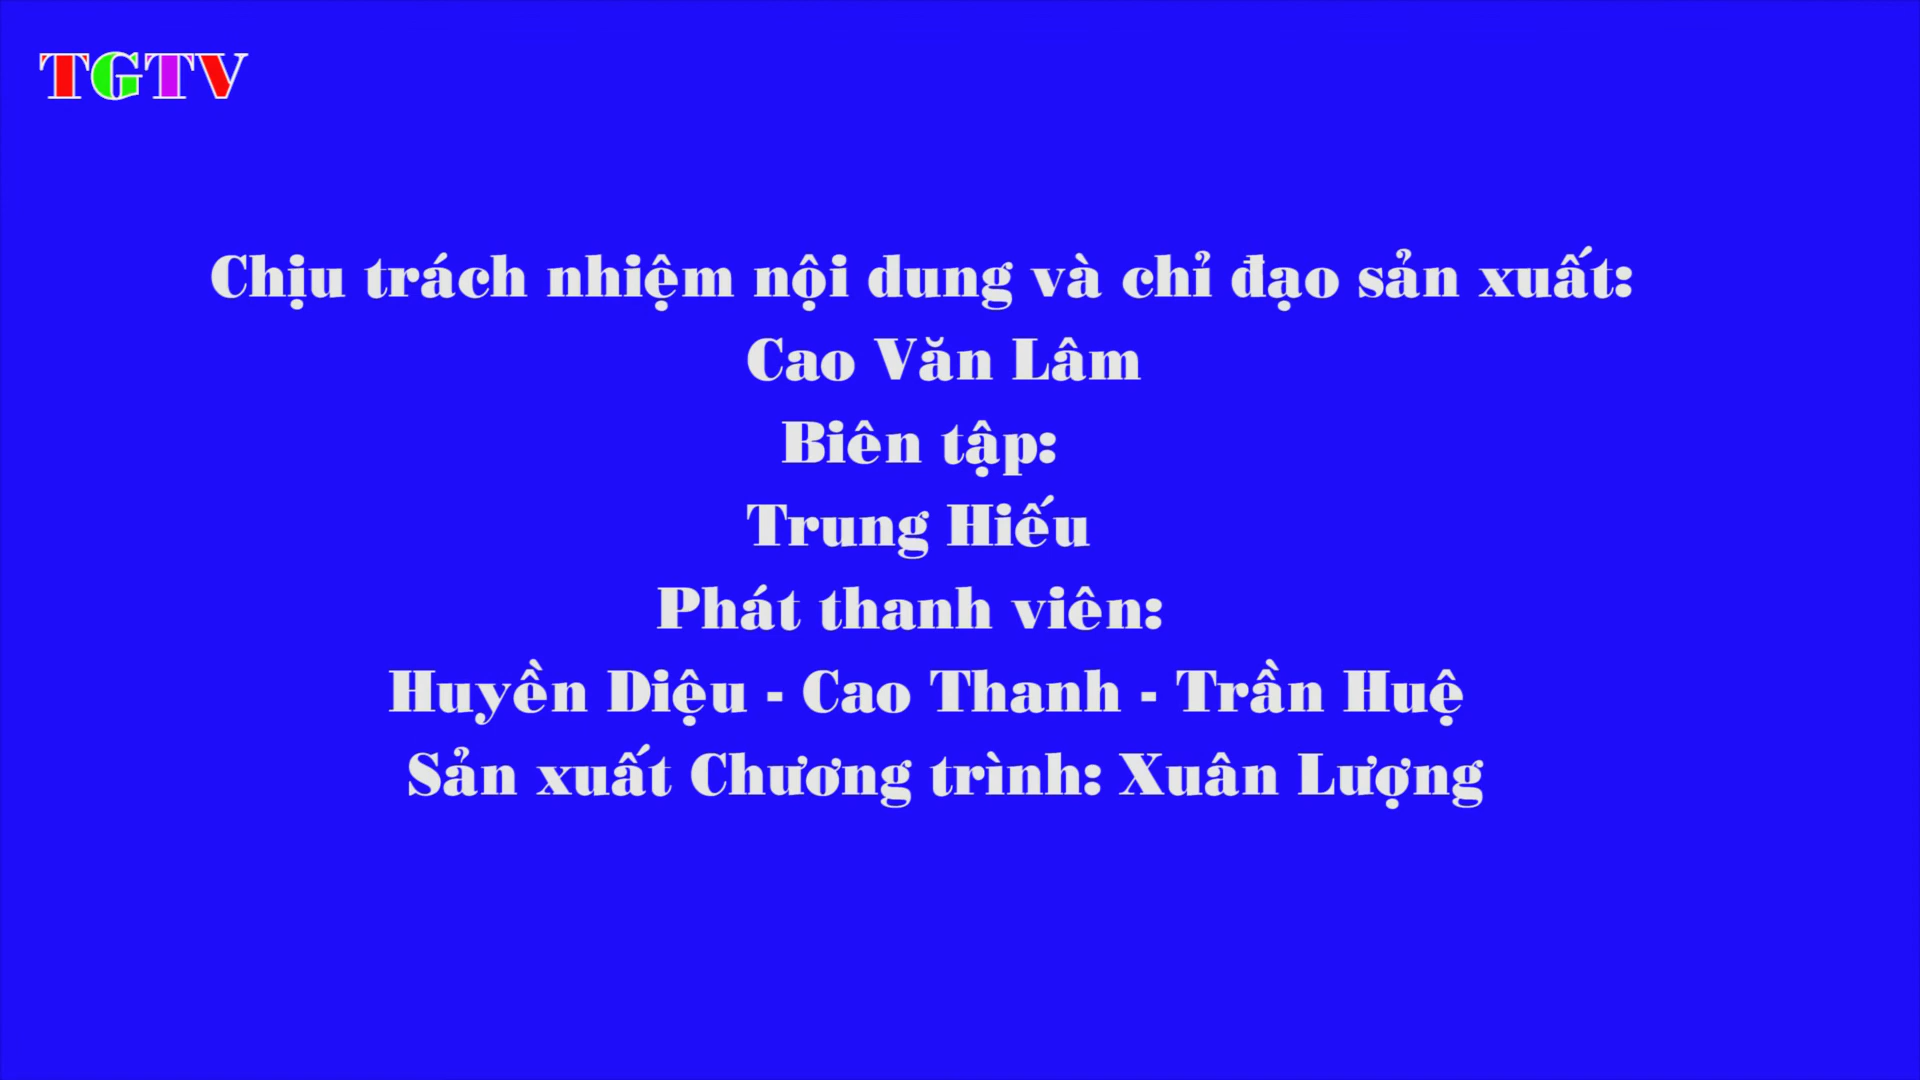 TGTV
Chịu trách nhiệm nội dung và chỉ đạo sản xuất:
Cao Văn Lâm
Biên tập:
Trung Hiếu
Phát thanh viên:
Huyền Diệu - Cao Thanh - Trần Huệ
Sản xuất Chương trình: Xuân Lượng